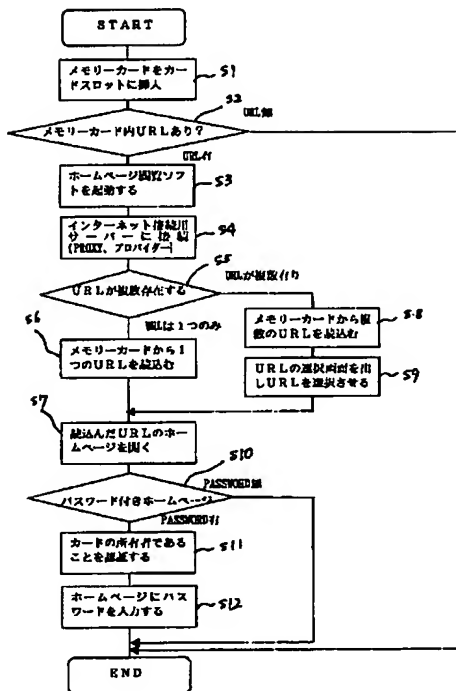 START
メモリーカードをカー
ドスロットに挿入
S1
S2
URL無
メモリーカード内URLあり？
URL有
ホームページ閲覧ソフ
トを起動する
S3
インターネット接続用
サーバーに接続
(PROXY、プロバイダー)
S4
S5
URLが複数有り
URLが複数存在する
URLは1つのみ
S6
メモリーカードから1
つのURLを読込む
メモリーカードから複
数のURLを読込む
S8
URLの選択画面を出
しURLを選択させる
S9
S7
読込んだURLのホー
ムページを開く
S10
PASSWORD無
パスワード付きホームページ
PASSWORD有
カードの所有者である
ことを認証する
S11
ホームページにパス
ワードを入力する
S12
END